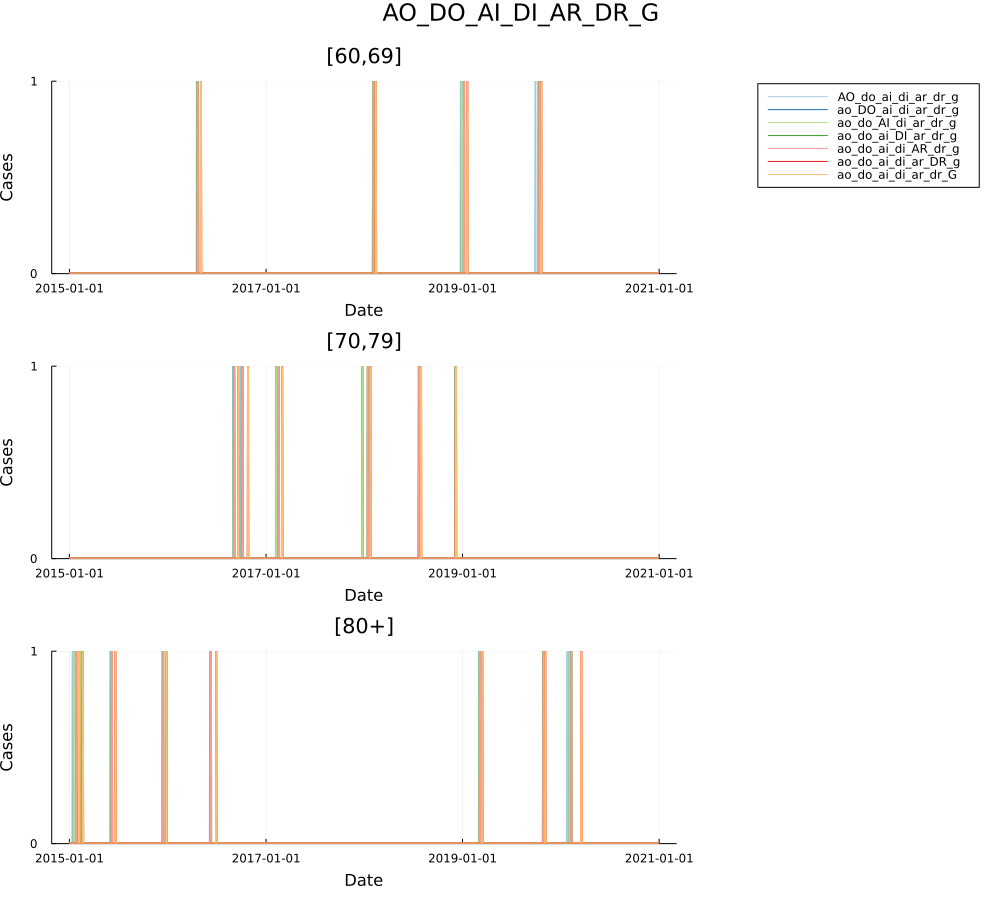 AO_DO_AI_DI_AR_DR_G
[60,69]
1
Cases
0
2015-01-01 2017-01-01 2019-01-01 2021-01-01
Date
AO_do_ai_di_ar_dr_g
ao_DO_ai_di_ar_dr_g
ao_do_AI_di_ar_dr_g
ao_do_ai_DI_ar_dr_g
ao_do_ai_di_AR_dr_g
ao_do_ai_di_ar_DR_g
ao_do_ai_di_ar_dr_G
[70,79]
1
Cases
0
2015-01-01 2017-01-01 2019-01-01 2021-01-01
Date
[80+]
1
Cases
0
2015-01-01 2017-01-01 2019-01-01 2021-01-01
Date